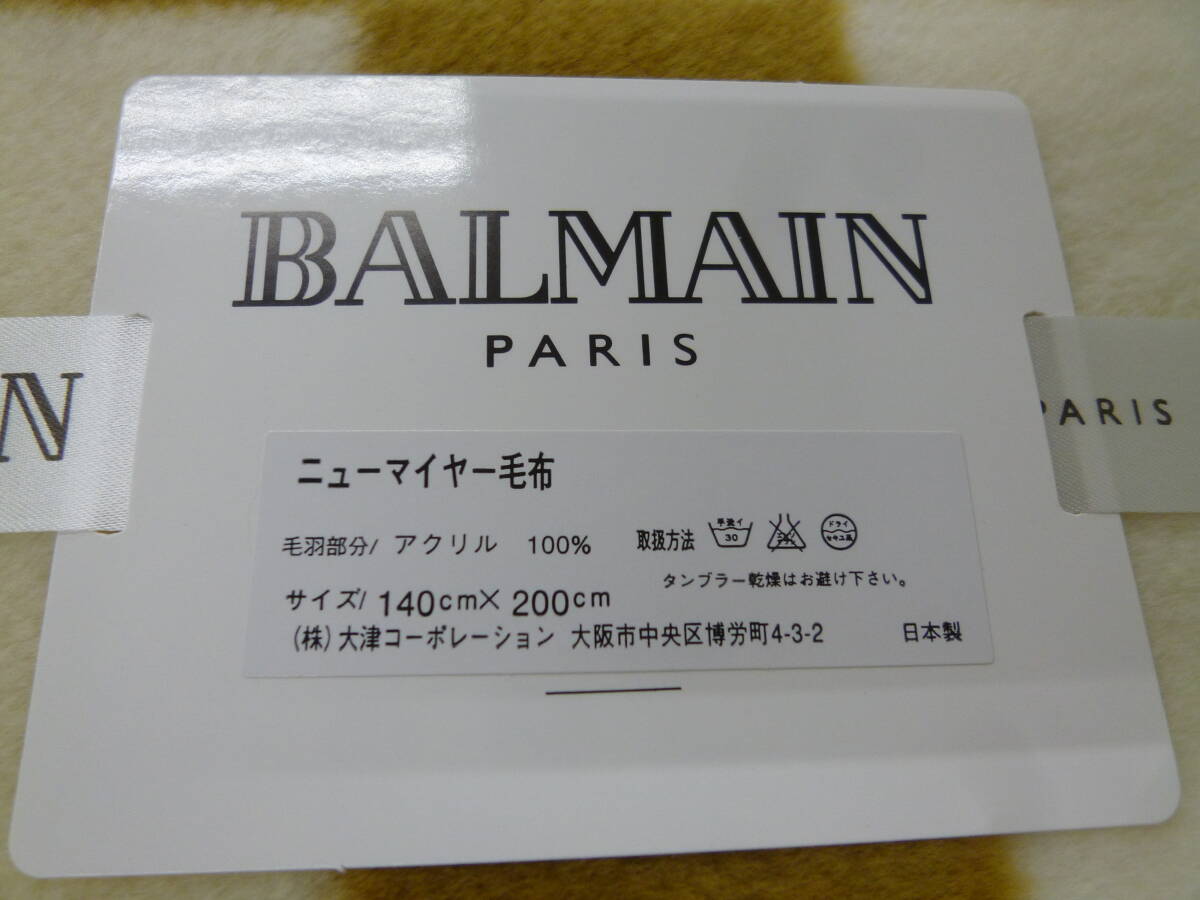 BALMAIN
PARIS
N
PARIS
ニューマイヤー毛布
毛羽部分/ アクリル 100%
取扱方法 手洗イ 30 ドライ セキユ系
タンブラー乾燥はお避け下さい。
サイズ/ 140cm×200cm
(株)大津コーポレーション 大阪市中央区博労町4-3-2 日本製